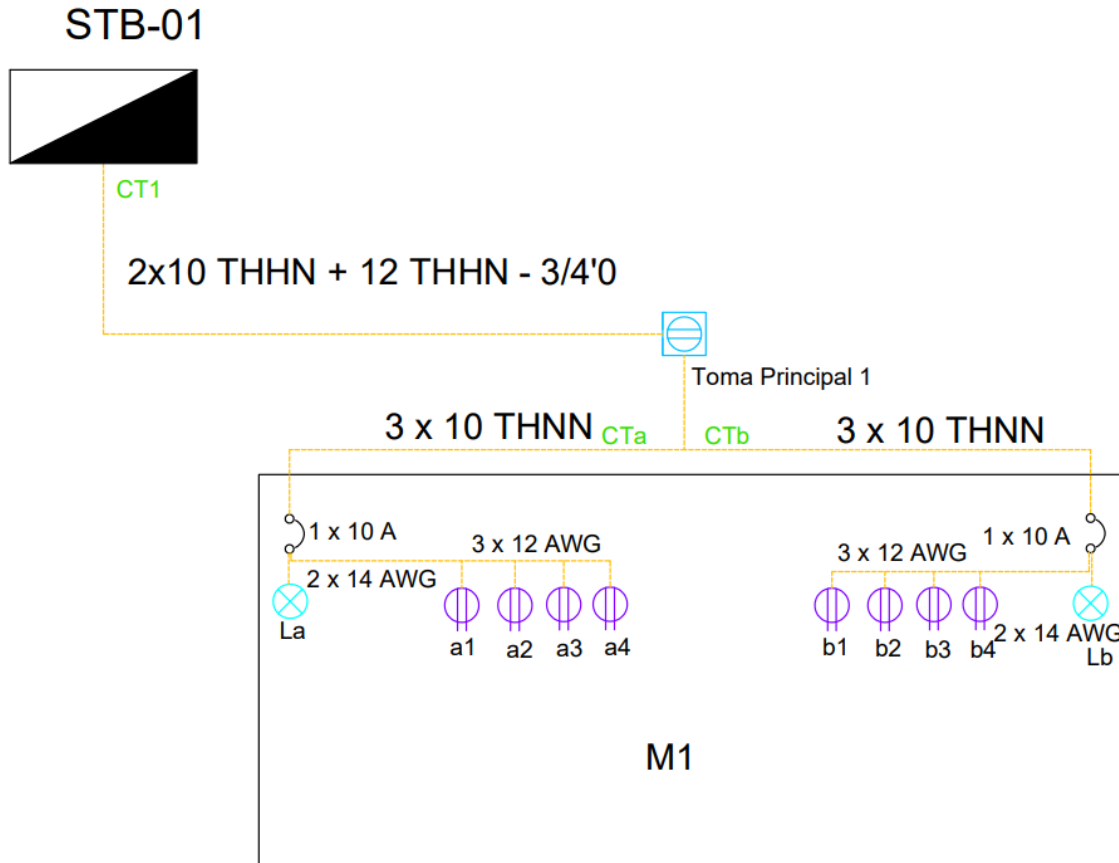 STB-01
CT1
2x10 THHN + 12 THHN - 3/4'0
Toma Principal 1
3 x 10 THNN
CTa
CTb
3 x 10 THNN
1 x 10 A
3 x 12 AWG
2 x 14 AWG
La
a1
a2
a3
a4
1 x 10 A
3 x 12 AWG
b1
b2
b3
b4
2 x 14 AWG
Lb
M1